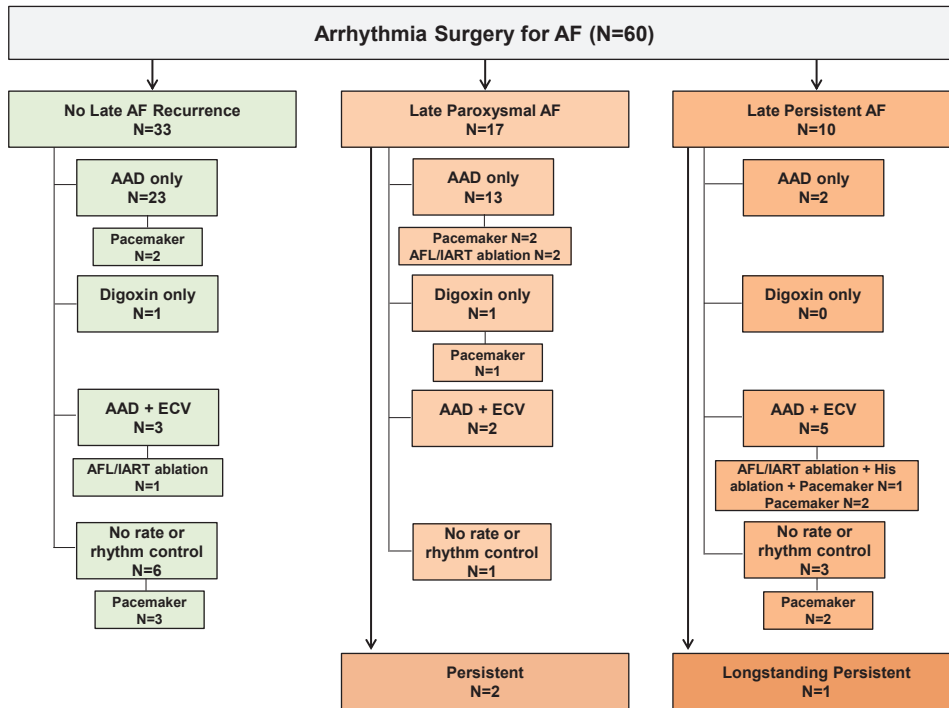 Arrhythmia Surgery for AF (N=60)
No Late AF Recurrence
N=33
AAD only
N=23
Pacemaker
N=2
Digoxin only
N=1
AAD + ECV
N=3
AFL/IART ablation
N=1
No rate or
rhythm control
N=6
Pacemaker
N=3
Late Paroxysmal AF
N=17
AAD only
N=13
Pacemaker N=2
AFL/IART ablation N=2
Digoxin only
N=1
Pacemaker
N=1
AAD + ECV
N=2
No rate or
rhythm control
N=1
Persistent
N=2
Late Persistent AF
N=10
AAD only
N=2
Digoxin only
N=0
AAD + ECV
N=5
AFL/IART ablation + His
ablation + Pacemaker N=1
Pacemaker N=2
No rate or
rhythm control
N=3
Pacemaker
N=2
Longstanding Persistent
N=1